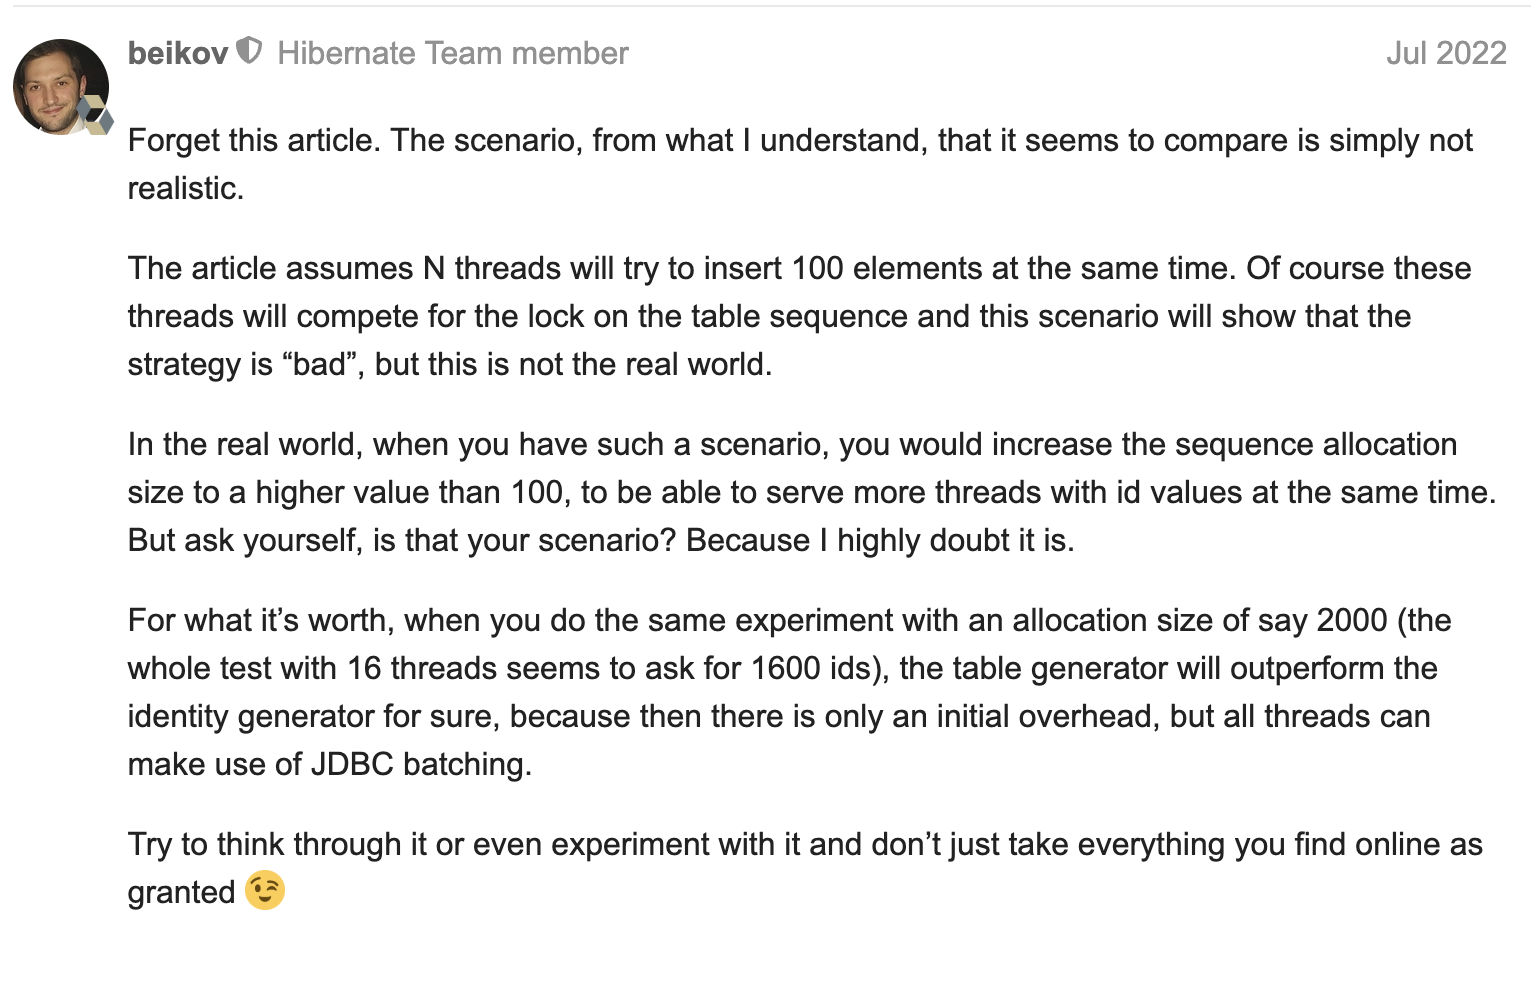 beikov Hibernate Team member Jul 2022
Forget this article. The scenario, from what I understand, that it seems to compare is simply not
realistic.
The article assumes N threads will try to insert 100 elements at the same time. Of course these
threads will compete for the lock on the table sequence and this scenario will show that the
strategy is “bad”, but this is not the real world.
In the real world, when you have such a scenario, you would increase the sequence allocation
size to a higher value than 100, to be able to serve more threads with id values at the same time.
But ask yourself, is that your scenario? Because I highly doubt it is.
For what it’s worth, when you do the same experiment with an allocation size of say 2000 (the
whole test with 16 threads seems to ask for 1600 ids), the table generator will outperform the
identity generator for sure, because then there is only an initial overhead, but all threads can
make use of JDBC batching.
Try to think through it or even experiment with it and don’t just take everything you find online as
granted 😉